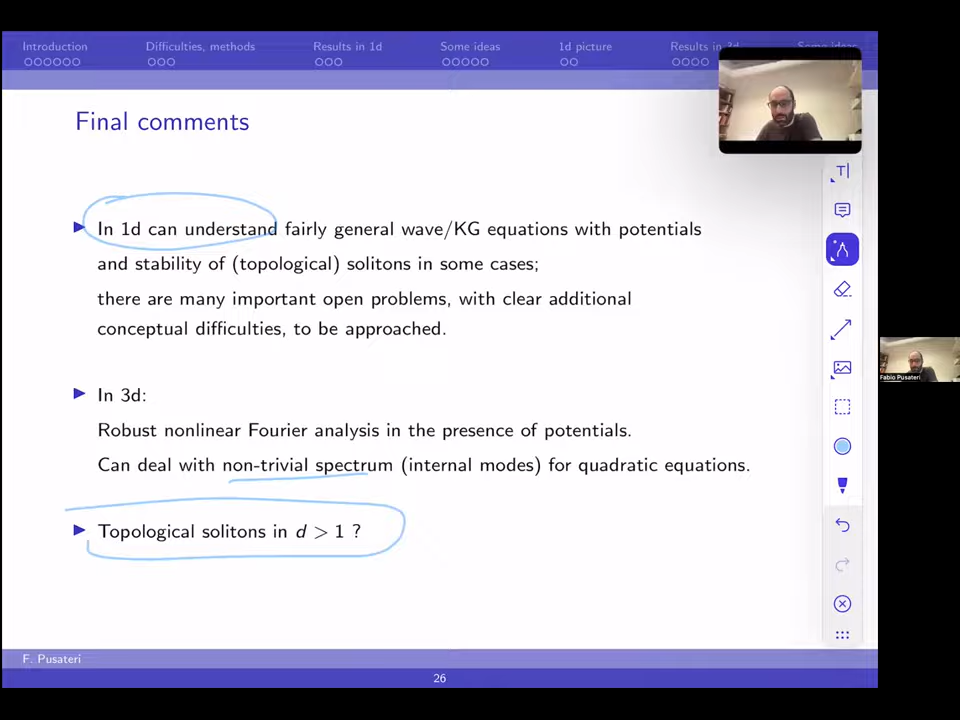 Introduction Difficulties, methods Results in 1d Some ideas 1d picture Results in 3d Some ideas
Final comments
In 1d can understand fairly general wave/KG equations with potentials
and stability of (topological) solitons in some cases;
there are many important open problems, with clear additional
conceptual difficulties, to be approached.
In 3d:
Robust nonlinear Fourier analysis in the presence of potentials.
Can deal with non-trivial spectrum (internal modes) for quadratic equations.
Topological solitons in d > 1 ?
T
Fabio Pusateri
F. Pusateri
26